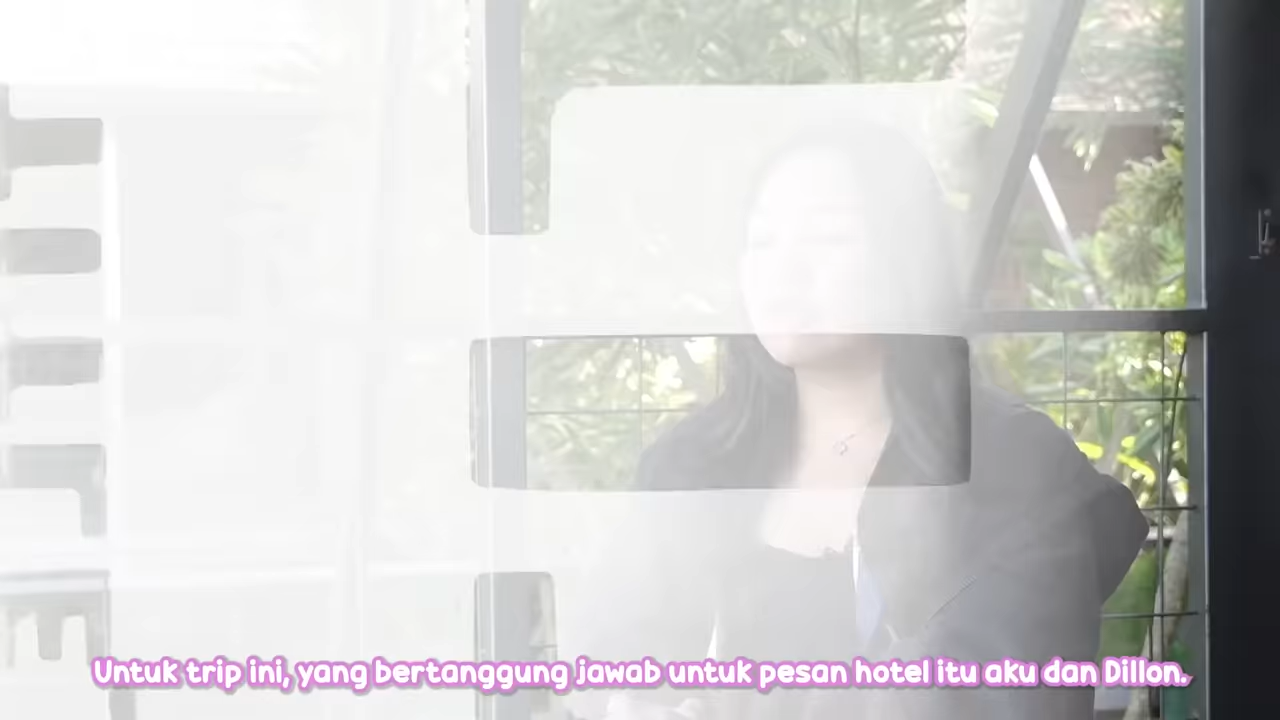 Untuk trip ini, yang bertanggung jawab untuk pesan hotel itu aku dan Dillon.